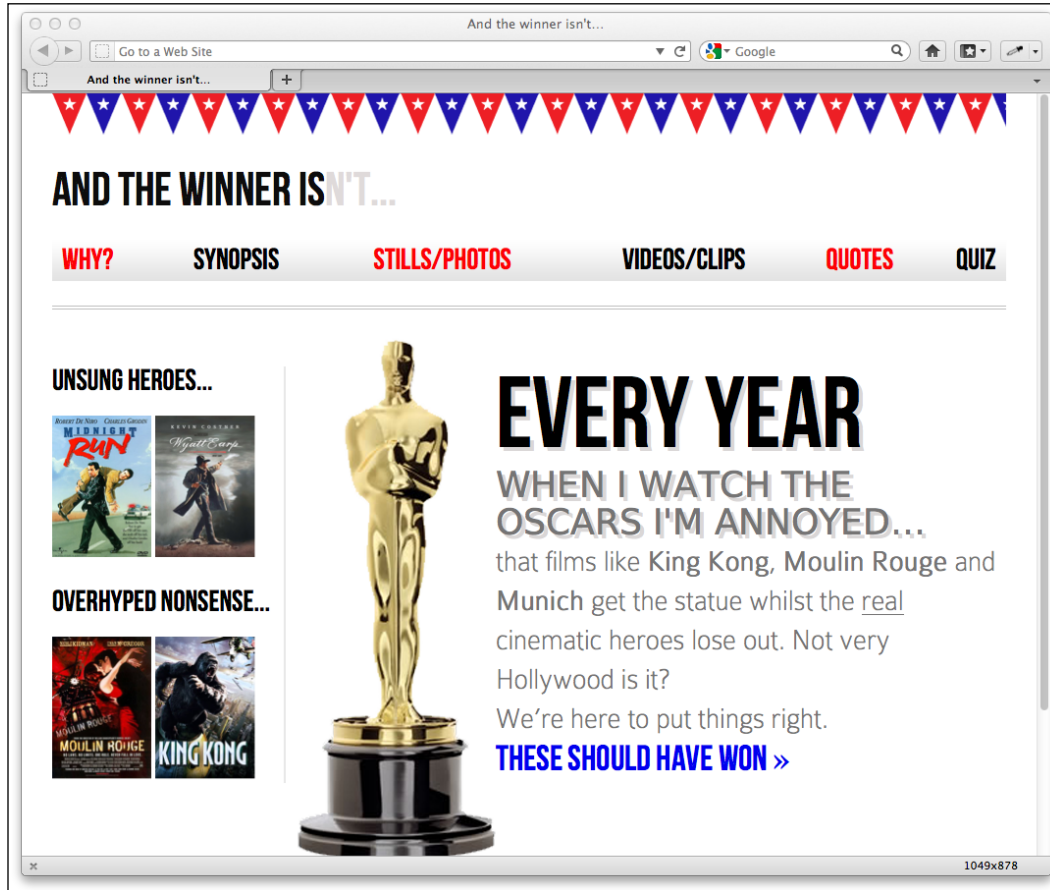 And the winner isn't...
Go to a Web Site
Google
And the winner isn't...
AND THE WINNER ISN'T...
WHY?
SYNOPSIS
STILLS/PHOTOS
VIDEOS/CLIPS
QUOTES
QUIZ
UNSUNG HEROES...
ROBERT DE NIRO CHARLES GRODIN
MIDNIGHT
RUN
KEVIN COSTNER
Wyatt Earp
OVERHYPED NONSENSE...
MOULIN ROUGE
MOULIN ROUGE
KING KONG
EVERY YEAR
WHEN I WATCH THE
OSCARS I'M ANNOYED...
that films like King Kong, Moulin Rouge and
Munich get the statue whilst the real
cinematic heroes lose out. Not very
Hollywood is it?
We're here to put things right.
THESE SHOULD HAVE WON »
1049x878